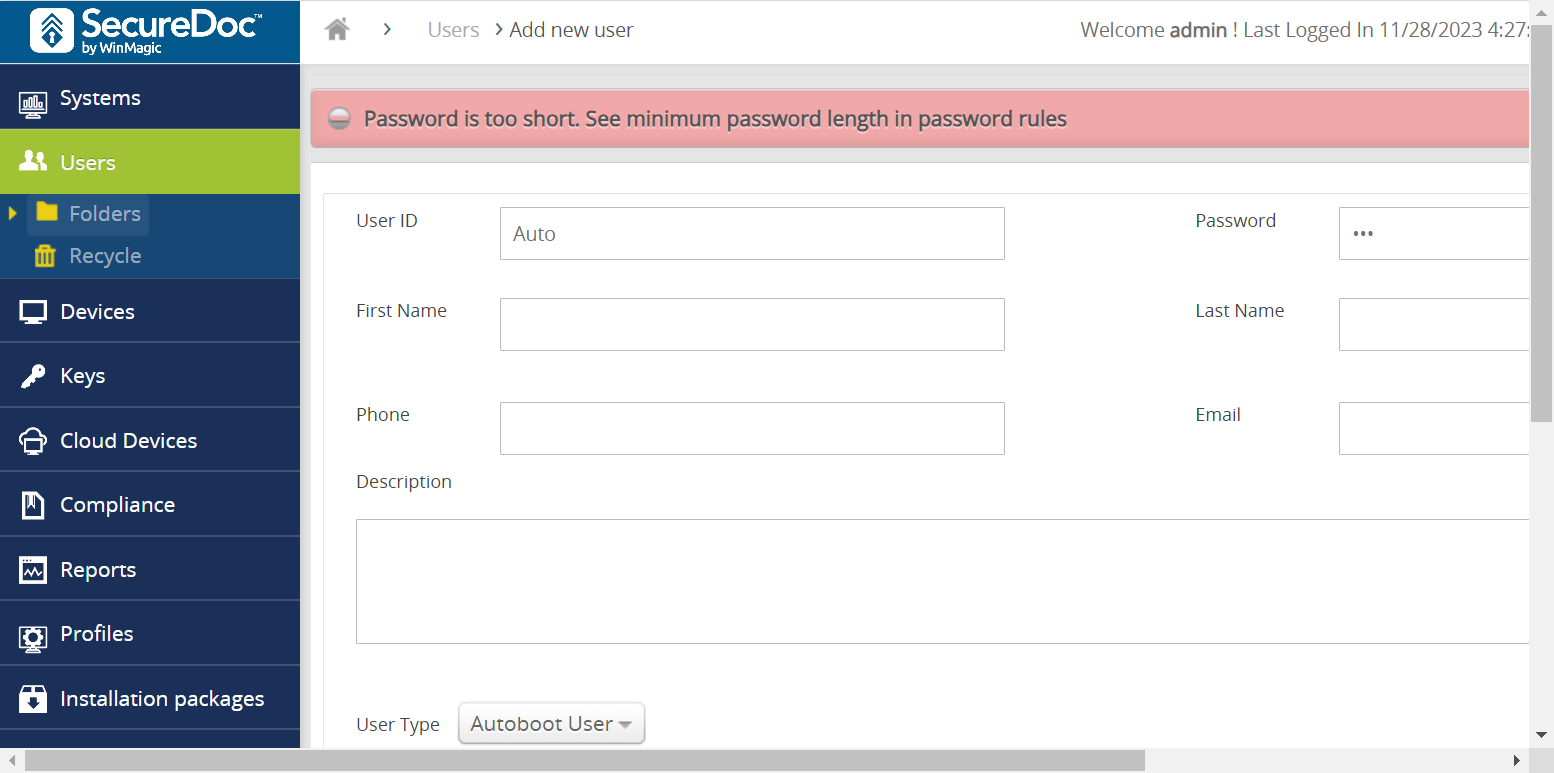 SecureDoc™
by WinMagic
Users
Add new user
Welcome admin ! Last Logged In 11/28/2023 4:27:
Systems
Users
Folders
Recycle
Devices
Keys
Cloud Devices
Compliance
Reports
Profiles
Installation packages
Password is too short. See minimum password length in password rules
User ID
Auto
Password
•••
First Name
Last Name
Phone
Email
Description
User Type
Autoboot User